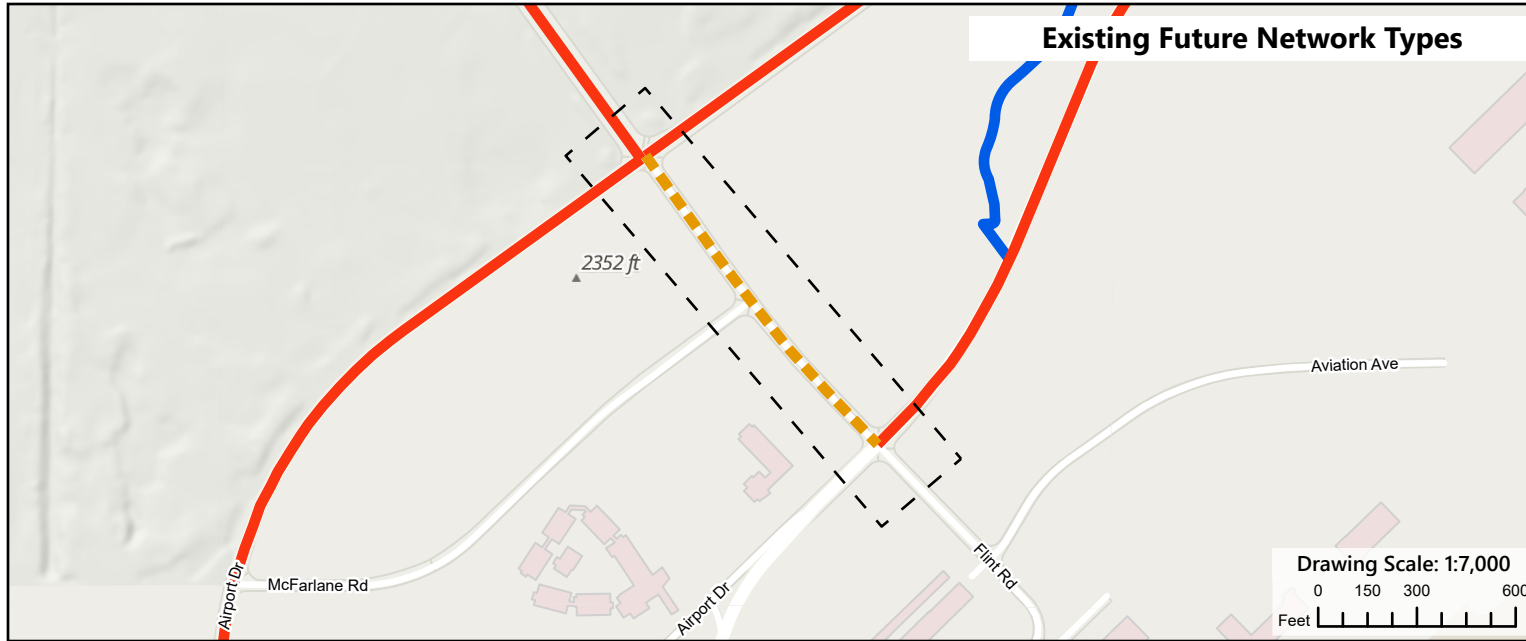 Existing Future Network Types
2352 ft
Aviation Ave
Flint Rd
McFarlane Rd
Airport Dr
Airport Dr
Drawing Scale: 1:7,000
0 150 300 600
Feet